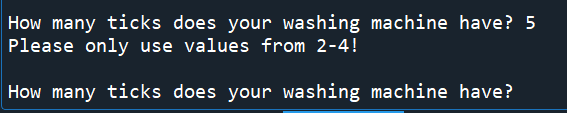 How many ticks does your washing machine have? 5
Please only use values from 2-4!
How many ticks does your washing machine have?